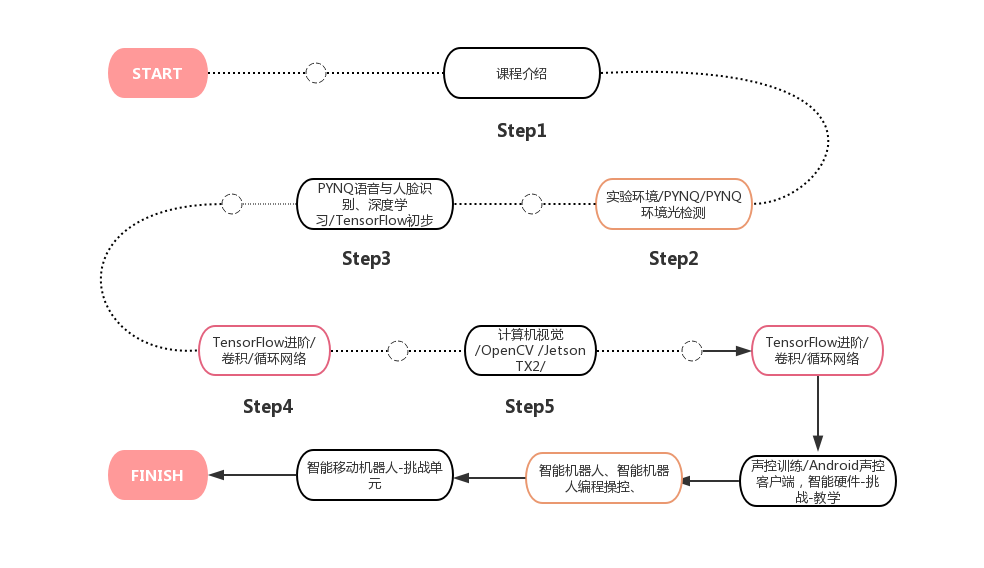 START
课程介绍
Step1
PYNQ语音与人脸识
别、深度学
习/TensorFlow初步
实验环境/PYNQ/PYNQ
环境光检测
Step3
Step2
TensorFlow进阶/
卷积/循环网络
计算机视觉
/OpenCV /Jetson
TX2/
TensorFlow进阶/
卷积/循环网络
Step4
Step5
FINISH
智能移动机器人-挑战单
元
智能机器人、智能机器
人编程操控、
声控训练/Android声控
客户端，智能硬件-挑
战-教学